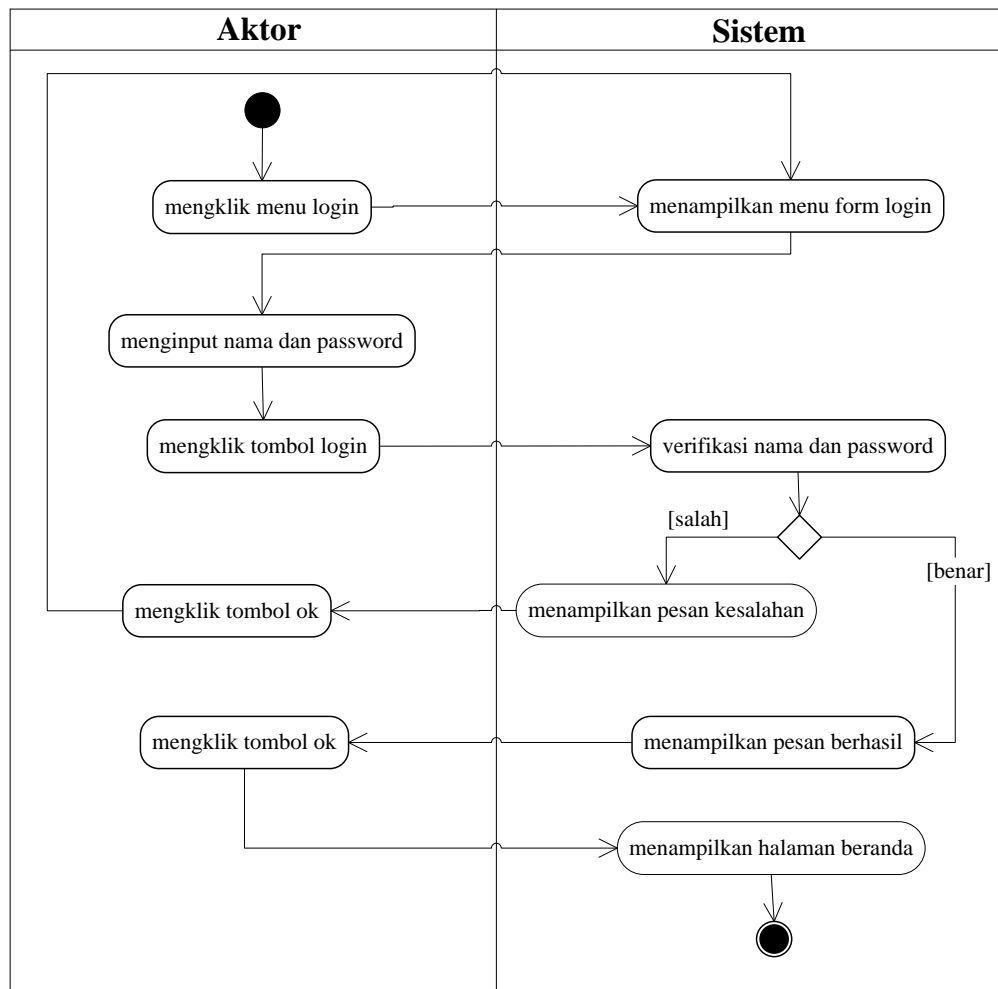 Aktor
Sistem
mengklik menu login
menampilkan menu form login
menginput nama dan password
mengklik tombol login
verifikasi nama dan password
[salah]
[benar]
mengklik tombol ok
menampilkan pesan kesalahan
mengklik tombol ok
menampilkan pesan berhasil
menampilkan halaman beranda